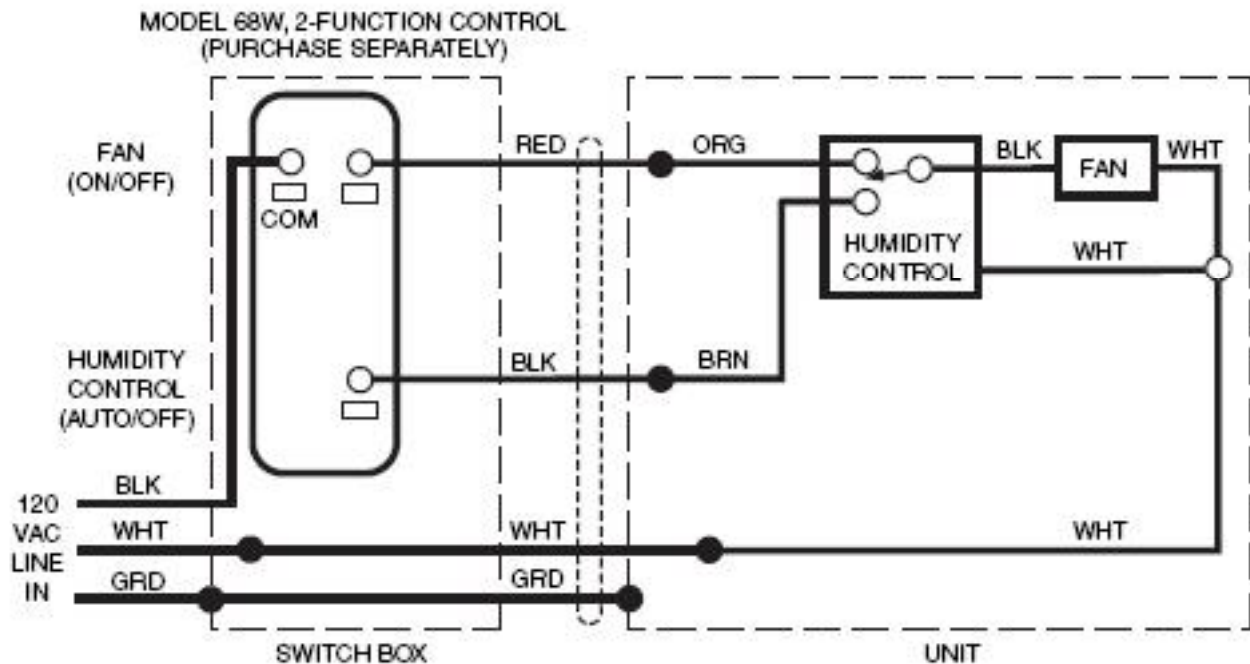 MODEL 68W, 2-FUNCTION CONTROL
(PURCHASE SEPARATELY)
FAN
(ON/OFF)
COM
RED
ORG
BLK
FAN
WHT
HUMIDITY
CONTROL
WHT
HUMIDITY
CONTROL
(AUTO/OFF)
BLK
BRN
120
VAC
LINE
IN
BLK
WHT
WHT
WHT
GRD
GRD
SWITCH BOX
UNIT